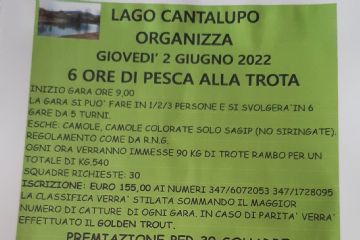 LAGO CANTALUPO
ORGANIZZA
GIOVEDI' 2 GIUGNO 2022
6 ORE DI PESCA ALLA TROTA
INIZIO GARA ORE 9,00
LA GARA SI PUO' FARE IN 1/2/3 PERSONE E SI SVOLGERA'IN 6
GARE DA 5 TURNI.
ESCHE: CAMOLE, CAMOLE COLORATE SOLO SAGIP (NO SIRINGATE).
REGOLAMENTO COME DA R.N.G.
OGNI ORA VERRANNO IMMESSE 90 KG DI TROTE RAMBO PER UN
TOTALE DI KG.540
SQUADRE RICHIESTE: 30
ISCRIZIONE: EURO 155,00 AI NUMERI 347/6072053 347/1728095
LA CLASSIFICA VERRA' STILATA SOMMANDO IL MAGGIOR
NUMERO DI CATTURE DI OGNI GARA. IN CASO DI PARITA' VERRA'
EFFETTUATO IL GOLDEN TROUT.
PREMIAZIONE PER 30 SQUADRE